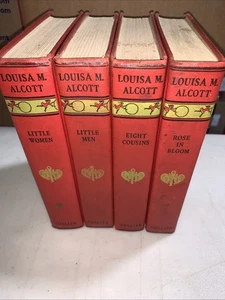 LOUISA M.
ALCOTT
LITTLE
WOMEN
LOUISA M.
ALCOTT
LITTLE
MEN
LOUISA M.
ALCOTT
EIGHT
COUSINS
LOUISA M.
ALCOTT
ROSE
IN
BLOOM